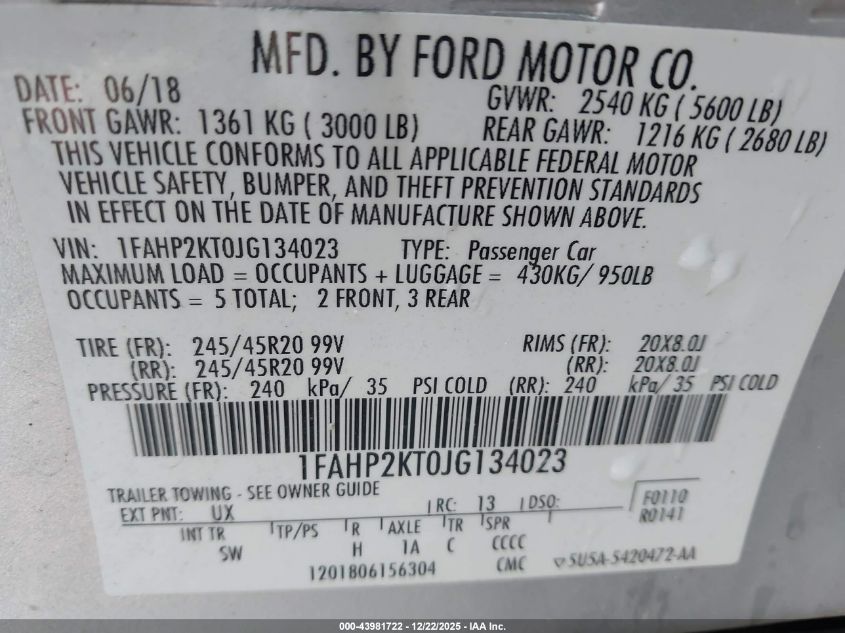 MFD. BY FORD MOTOR CO.
DATE: 06/18 GVWR: 2540 KG ( 5600 LB)
FRONT GAWR: 1361 KG ( 3000 LB) REAR GAWR: 1216 KG ( 2680 LB)
THIS VEHICLE CONFORMS TO ALL APPLICABLE FEDERAL MOTOR
VEHICLE SAFETY, BUMPER, AND THEFT PREVENTION STANDARDS
IN EFFECT ON THE DATE OF MANUFACTURE SHOWN ABOVE.
VIN: 1FAHP2KT0JG134023 TYPE: Passenger Car
MAXIMUM LOAD = OCCUPANTS + LUGGAGE = 430KG/ 950LB
OCCUPANTS = 5 TOTAL; 2 FRONT, 3 REAR
TIRE (FR): 245/45R20 99V RIMS (FR): 20X8.0J
(RR): 245/45R20 99V (RR): 20X8.0J
PRESSURE (FR): 240 kPa/ 35 PSI COLD (RR): 240 kPa/ 35 PSI COLD
1FAHP2KT0JG134023
TRAILER TOWING - SEE OWNER GUIDE
EXT PNT: UX RC: 13 DSO: F0110
R0141
INT TR TP/PS R AXLE TR SPR
SW H 1A C CCCC
1201806156304 CMC ▽5U5A-5420472-AA
000-43981722 - 12/22/2025 - IAA Inc.